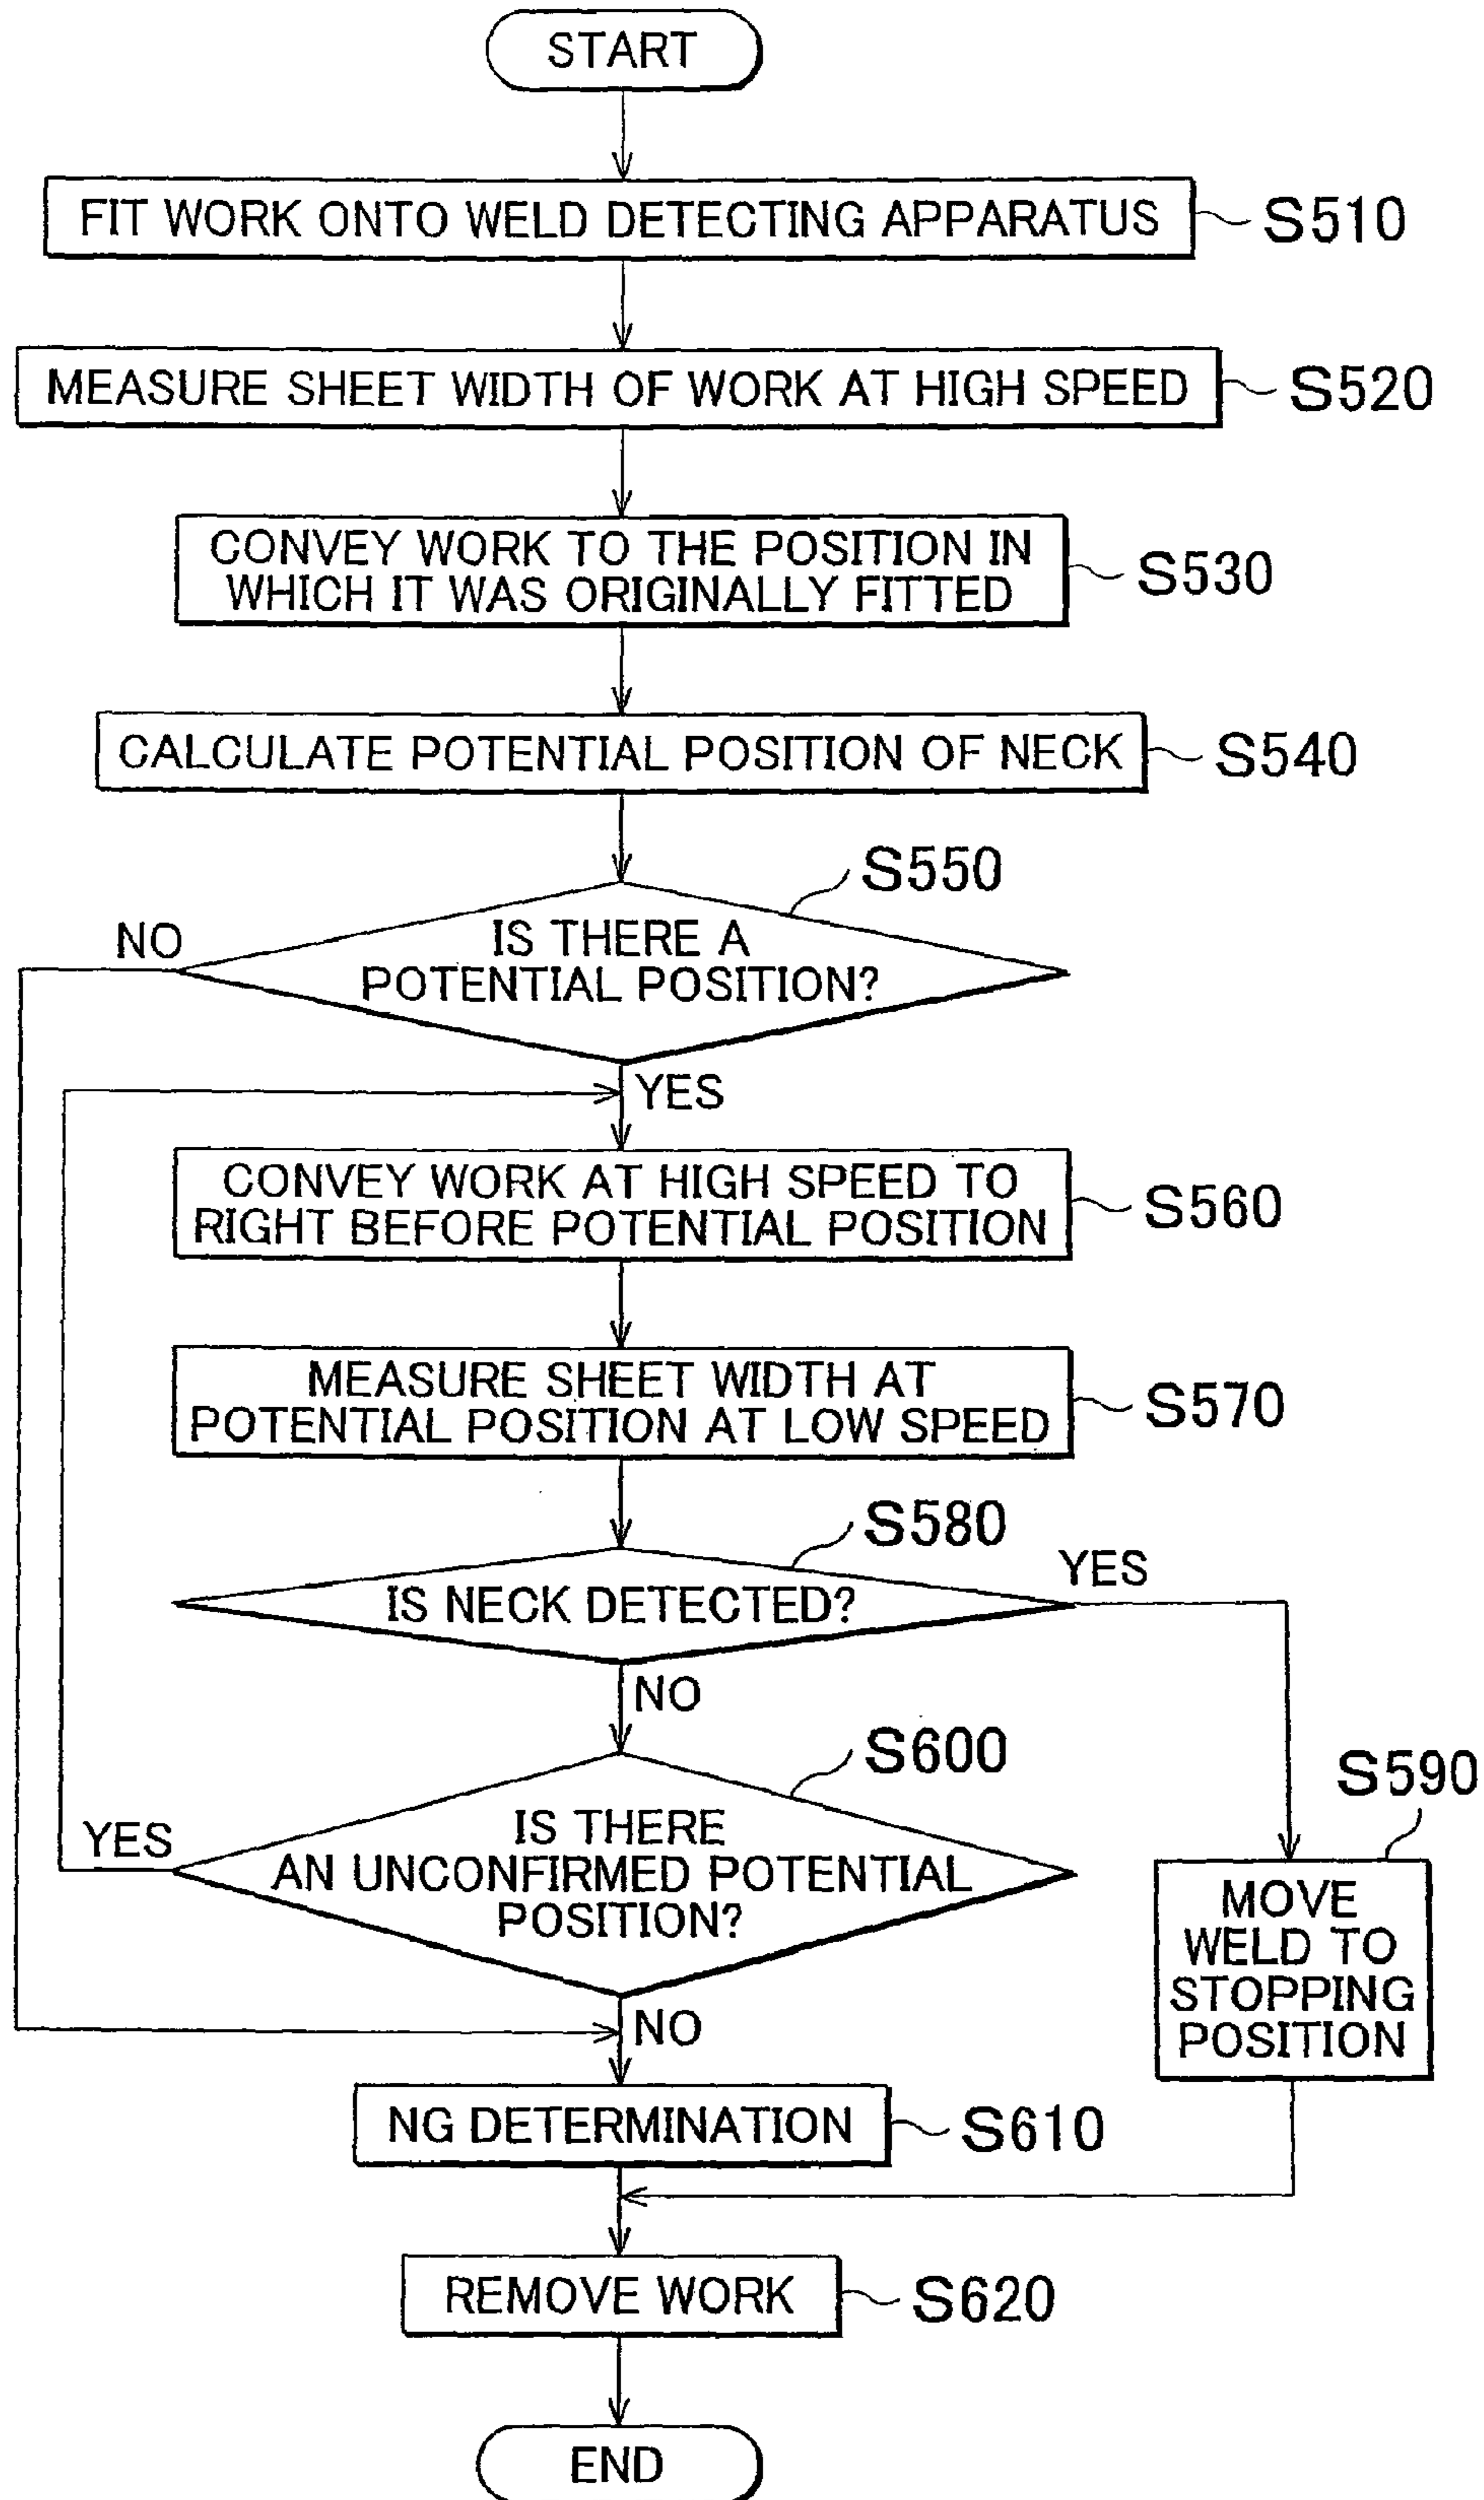 START
FIT WORK ONTO WELD DETECTING APPARATUS
S510
MEASURE SHEET WIDTH OF WORK AT HIGH SPEED
S520
CONVEY WORK TO THE POSITION IN
WHICH IT WAS ORIGINALLY FITTED
S530
CALCULATE POTENTIAL POSITION OF NECK
S540
S550
NO
IS THERE A
POTENTIAL POSITION?
YES
CONVEY WORK AT HIGH SPEED TO
RIGHT BEFORE POTENTIAL POSITION
S560
MEASURE SHEET WIDTH AT
POTENTIAL POSITION AT LOW SPEED
S570
S580
YES
IS NECK DETECTED?
NO
S600
S590
YES
IS THERE
AN UNCONFIRMED POTENTIAL
POSITION?
MOVE
WELD TO
STOPPING
POSITION
NO
NG DETERMINATION
S610
REMOVE WORK
S620
END